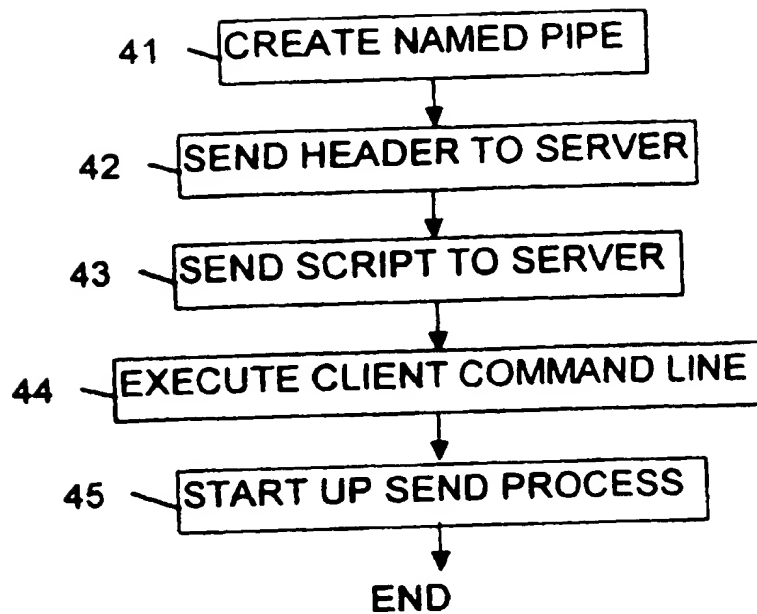 41 CREATE NAMED PIPE
42 SEND HEADER TO SERVER
43 SEND SCRIPT TO SERVER
44 EXECUTE CLIENT COMMAND LINE
45 START UP SEND PROCESS
END